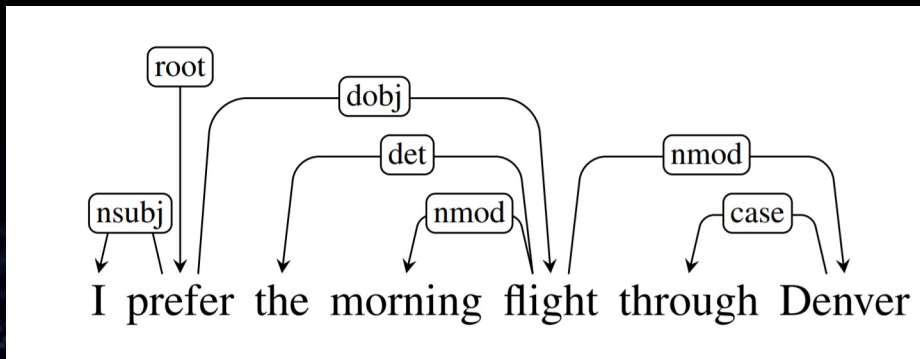 root
dobj
det
nmod
nsubj
nmod
case
I prefer the morning flight through Denver